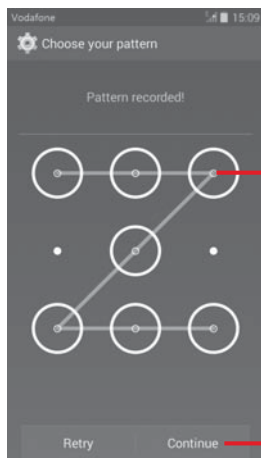 Vodafone 15:09
Choose your pattern
Pattern recorded!
Retry Continue